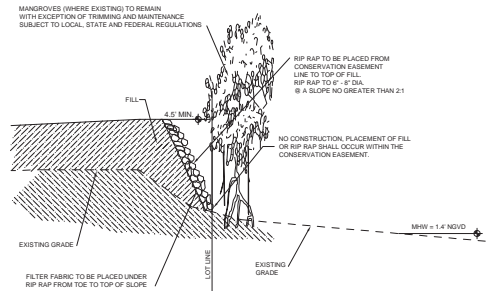 MANGROVES (WHERE EXISTING) TO REMAIN
WITH EXCEPTION OF TRIMMING AND MAINTENANCE
SUBJECT TO LOCAL, STATE AND FEDERAL REGULATIONS
RIP RAP TO BE PLACED FROM
CONSERVATION EASEMENT
LINE TO TOP OF FILL.
RIP RAP TO 6" - 8" DIA.
@ A SLOPE NO GREATER THAN 2:1
FILL
4.5' MIN.
NO CONSTRUCTION, PLACEMENT OF FILL
OR RIP RAP SHALL OCCUR WITHIN THE
CONSERVATION EASEMENT.
MHW = 1.4' NGVD
EXISTING GRADE
LOT LINE
EXISTING
GRADE
FILTER FABRIC TO BE PLACED UNDER
RIP RAP FROM TOE TO TOP OF SLOPE